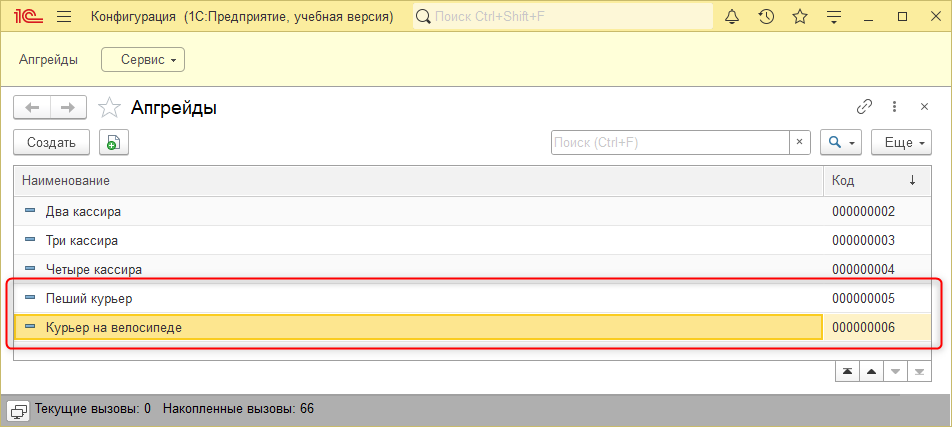 1С Конфигурация (1С:Предприятие, учебная версия) Поиск Ctrl+Shift+F
Апгрейды Сервис
Апгрейды
Создать Поиск (Ctrl+F) × Еще
Наименование Код ↓
Два кассира 000000002
Три кассира 000000003
Четыре кассира 000000004
Пеший курьер 000000005
Курьер на велосипеде 000000006
Текущие вызовы: 0 Накопленные вызовы: 66